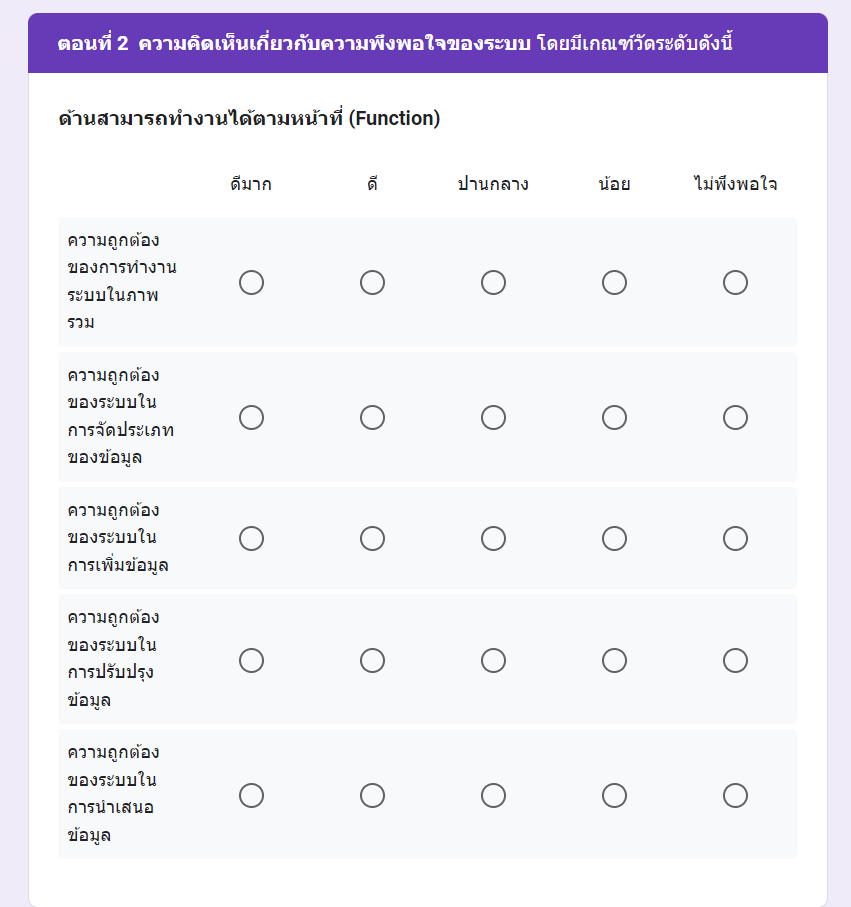 ตอนที่ 2 ความคิดเห็นเกี่ยวกับความพึงพอใจของระบบ โดยมีเกณฑ์วัดระดับดังนี้
ด้านสามารถทำงานได้ตามหน้าที่ (Function)
ดีมาก ดี ปานกลาง น้อย ไม่พึงพอใจ
ความถูกต้อง
ของการทำงาน
ระบบในภาพ
รวม
ความถูกต้อง
ของระบบใน
การจัดประเภท
ของข้อมูล
ความถูกต้อง
ของระบบใน
การเพิ่มข้อมูล
ความถูกต้อง
ของระบบใน
การปรับปรุง
ข้อมูล
ความถูกต้อง
ของระบบใน
การนำเสนอ
ข้อมูล